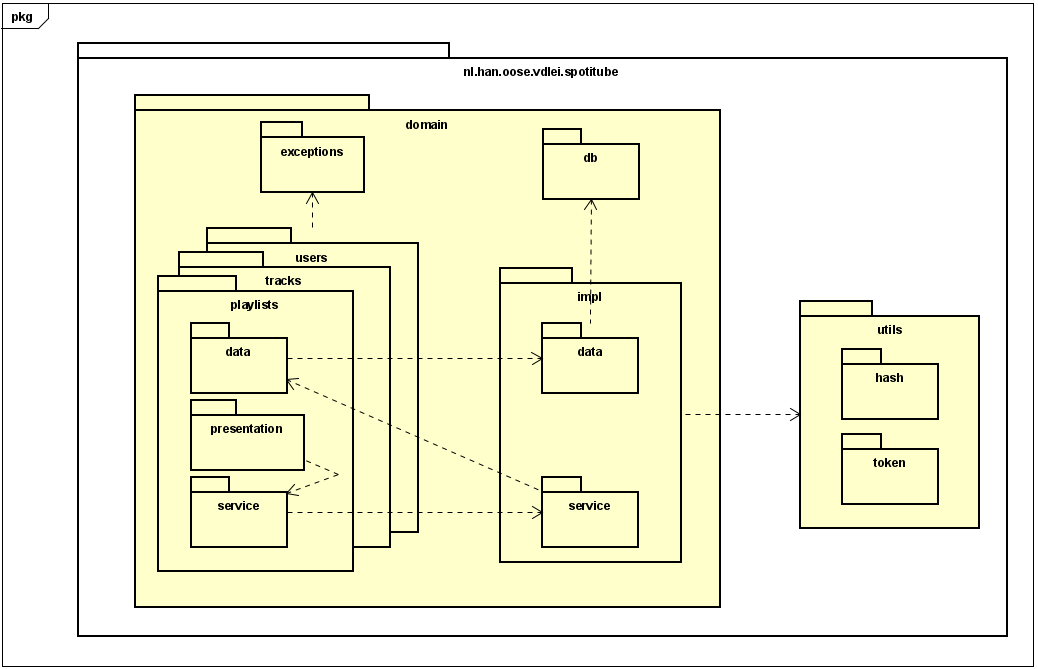 pkg
nl.han.oose.vdlei.spotitube
domain
exceptions
db
users
tracks
playlists
data
presentation
service
impl
data
service
utils
hash
token